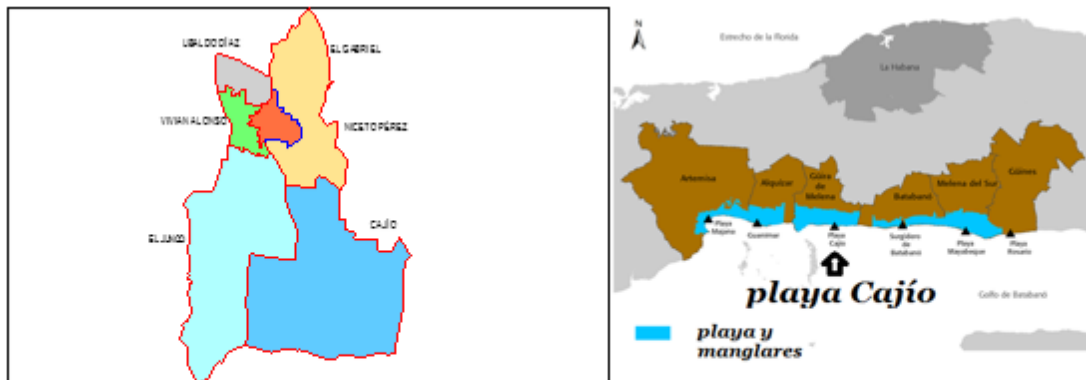 UBALDO DÍAZ
EL GABRIEL
VIVIAN ALONSO
NICETO PÉREZ
EL JUNCO
CAJÍO
N
Estrecho de la Florida
La Habana
Artemisa
Alquízar
Güira
de
Melena
Batabanó
Melena del Sur
Güines
Playa
Majana
Guanimar
Playa
Cajío
Surgidero
de
Batabanó
Playa
Mayabeque
Playa
Rosario
playa Cajío
Golfo de Batabanó
playa y
manglares